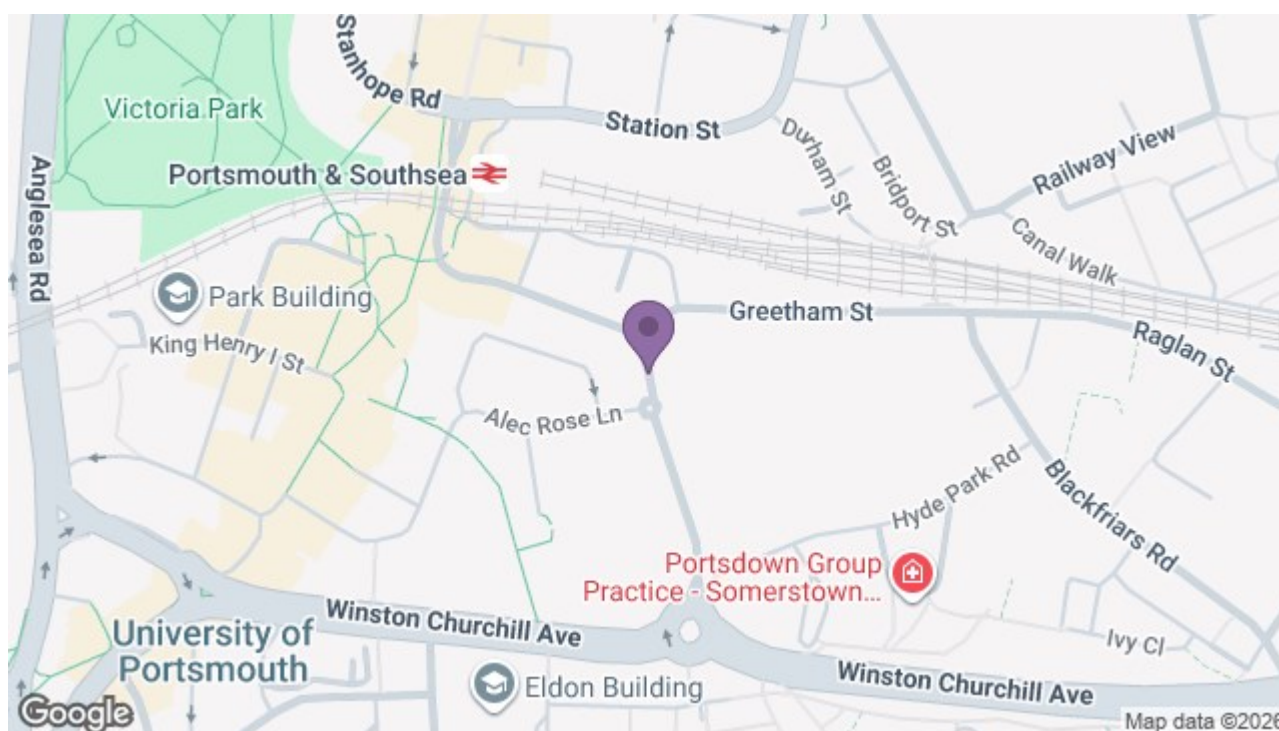 Stanhope Rd
Victoria Park
Station St
Durham St
Bridport St
Railway View
Portsmouth & Southsea
Anglesea Rd
Canal Walk
Park Building
Greetham St
King Henry I St
Raglan St
Alec Rose Ln
Hyde Park Rd
Blackfriars Rd
Portsdown Group
Practice - Somerstown...
Winston Churchill Ave
University of
Portsmouth
Ivy Cl
Eldon Building
Winston Churchill Ave
Google
Map data ©2026